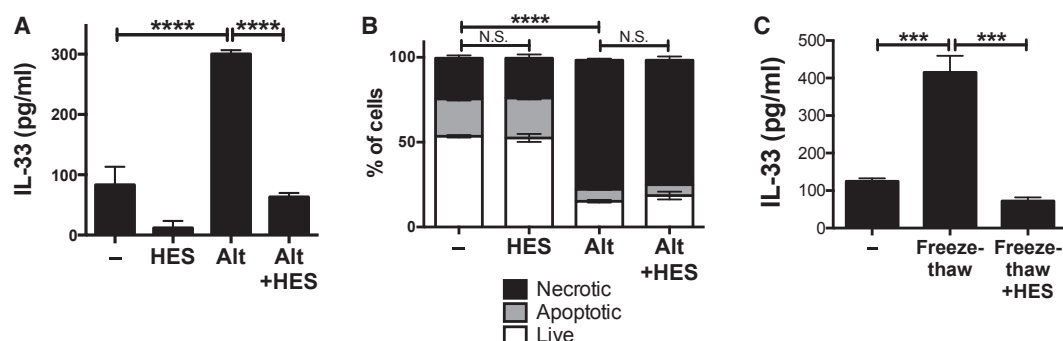 A
****
****
IL-33 (pg/ml)
300
200
100
0
–
HES
Alt
Alt
+HES
B
****
N.S.
N.S.
% of cells
100
50
0
–
HES
Alt
Alt
+HES
Necrotic
Apoptotic
Live
C
***
***
IL-33 (pg/ml)
500
400
300
200
100
0
–
Freeze-
thaw
Freeze-
thaw
+HES